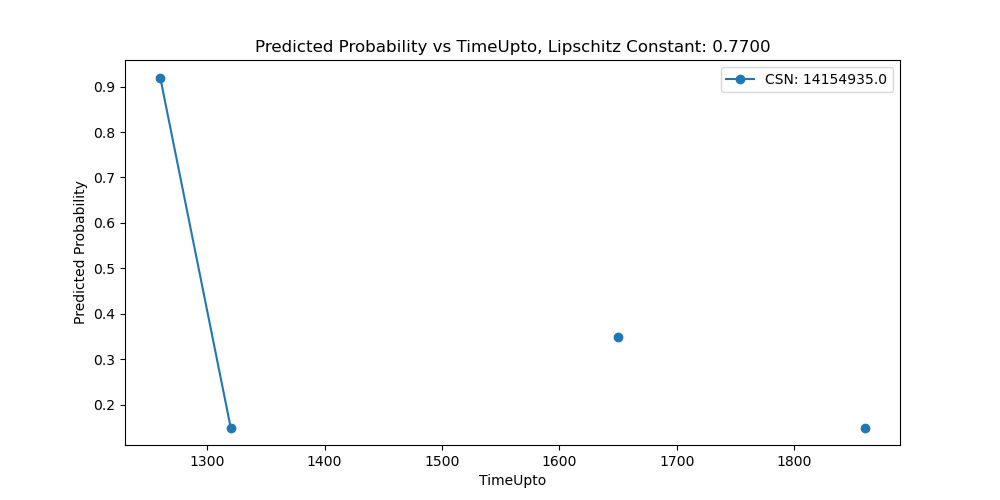 Predicted Probability vs TimeUpto, Lipschitz Constant: 0.7700
CSN: 14154935.0
0.9
0.8
0.7
0.6
0.5
0.4
0.3
0.2
Predicted Probability
1300 1400 1500 1600 1700 1800
TimeUpto